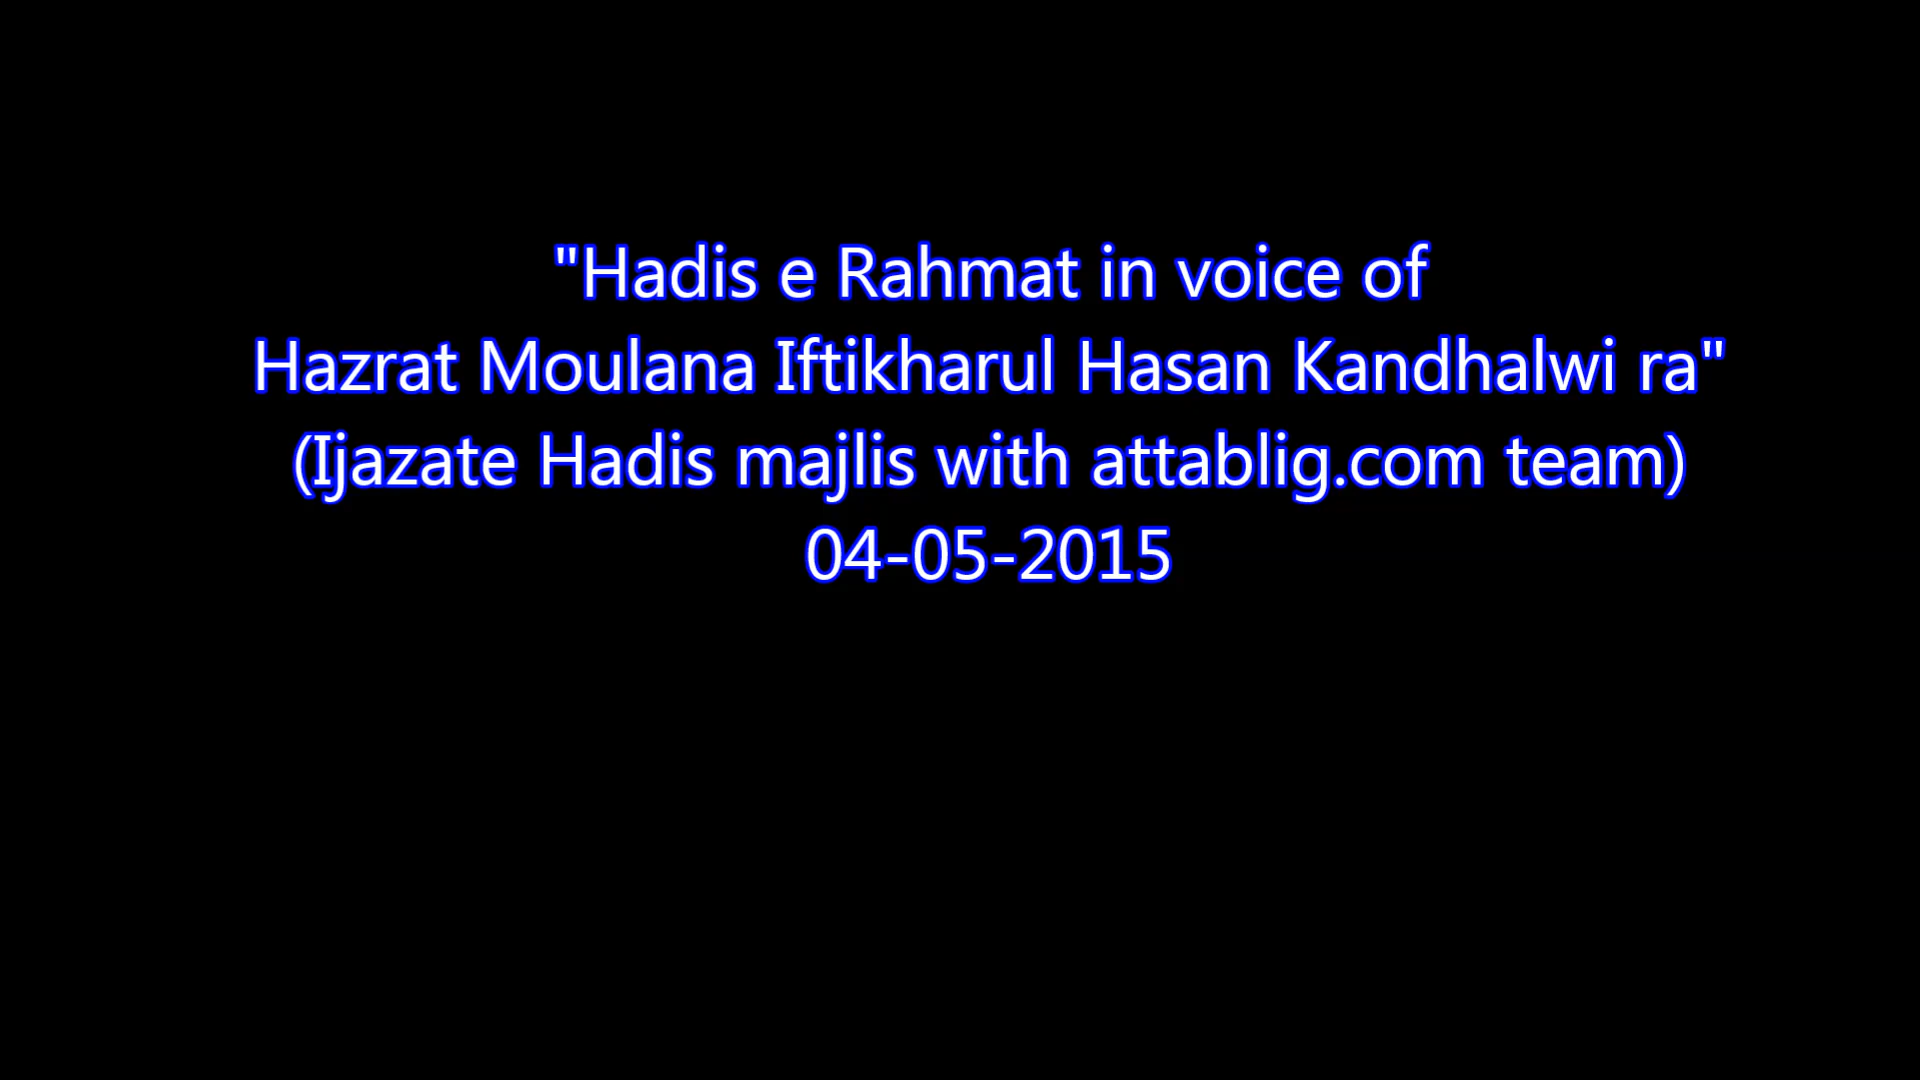 "Hadis e Rahmat in voice of
Hazrat Moulana Iftikharul Hasan Kandhalwi ra"
(Ijazate Hadis majlis with attablig.com team)
04-05-2015